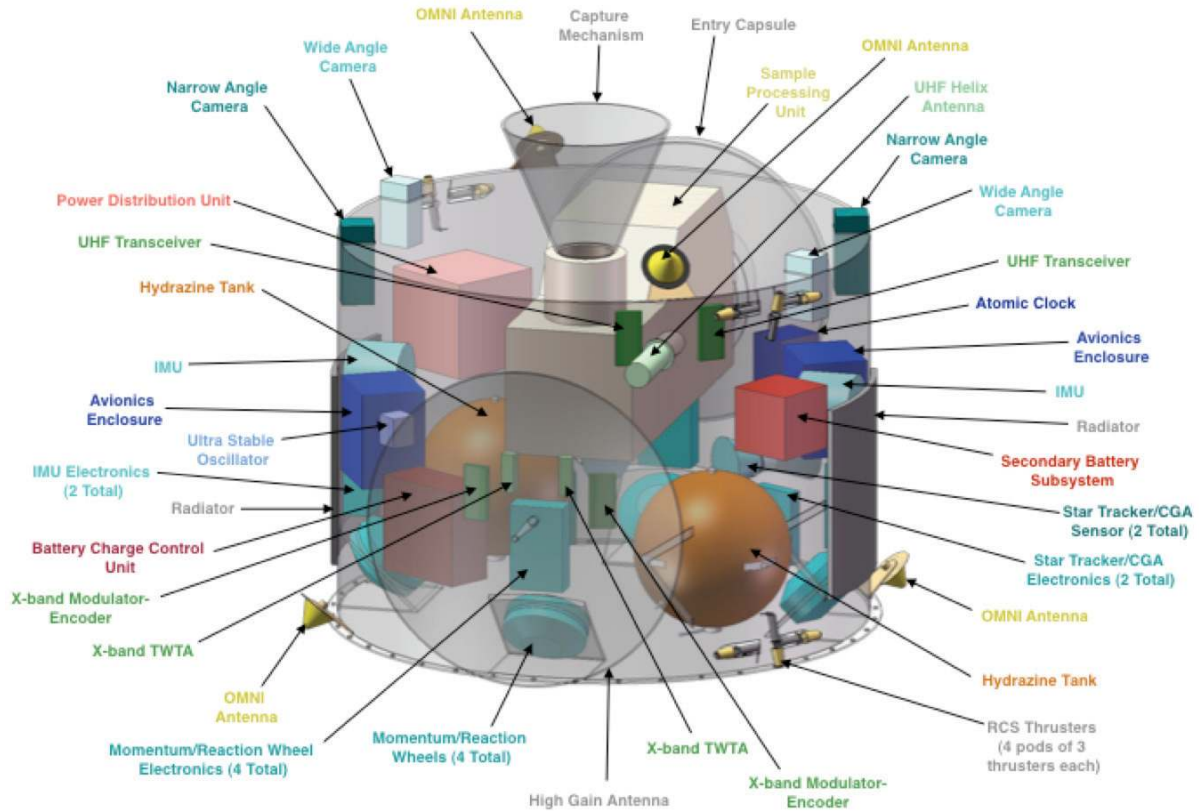 OMNI Antenna
Capture
Mechanism
Entry Capsule
OMNI Antenna
Wide Angle
Camera
Sample
Processing
Unit
UHF Helix
Antenna
Narrow Angle
Camera
Narrow Angle
Camera
Power Distribution Unit
Wide Angle
Camera
UHF Transceiver
UHF Transceiver
Hydrazine Tank
Atomic Clock
Avionics
Enclosure
IMU
IMU
Avionics
Enclosure
Radiator
Ultra Stable
Oscillator
Secondary Battery
Subsystem
IMU Electronics
(2 Total)
Radiator
Star Tracker/CGA
Sensor (2 Total)
Battery Charge Control
Unit
Star Tracker/CGA
Electronics (2 Total)
X-band Modulator-
Encoder
OMNI Antenna
X-band TWTA
Hydrazine Tank
OMNI
Antenna
RCS Thrusters
(4 pods of 3
thrusters each)
Momentum/Reaction Wheel
Electronics (4 Total)
Momentum/Reaction
Wheels (4 Total)
X-band TWTA
High Gain Antenna
X-band Modulator-
Encoder